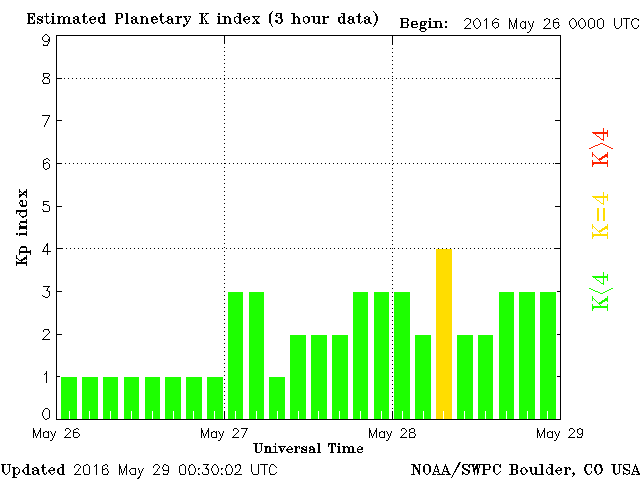 Estimated Planetary K index (3 hour data)
Begin: 2016 May 26 0000 UTC
9
8
7
6
5
4
3
2
1
0
Kp index
K>4
K=4
K<4
May 26
May 27
May 28
May 29
Universal Time
Updated 2016 May 29 00:30:02 UTC
NOAA/SWPC Boulder, CO USA